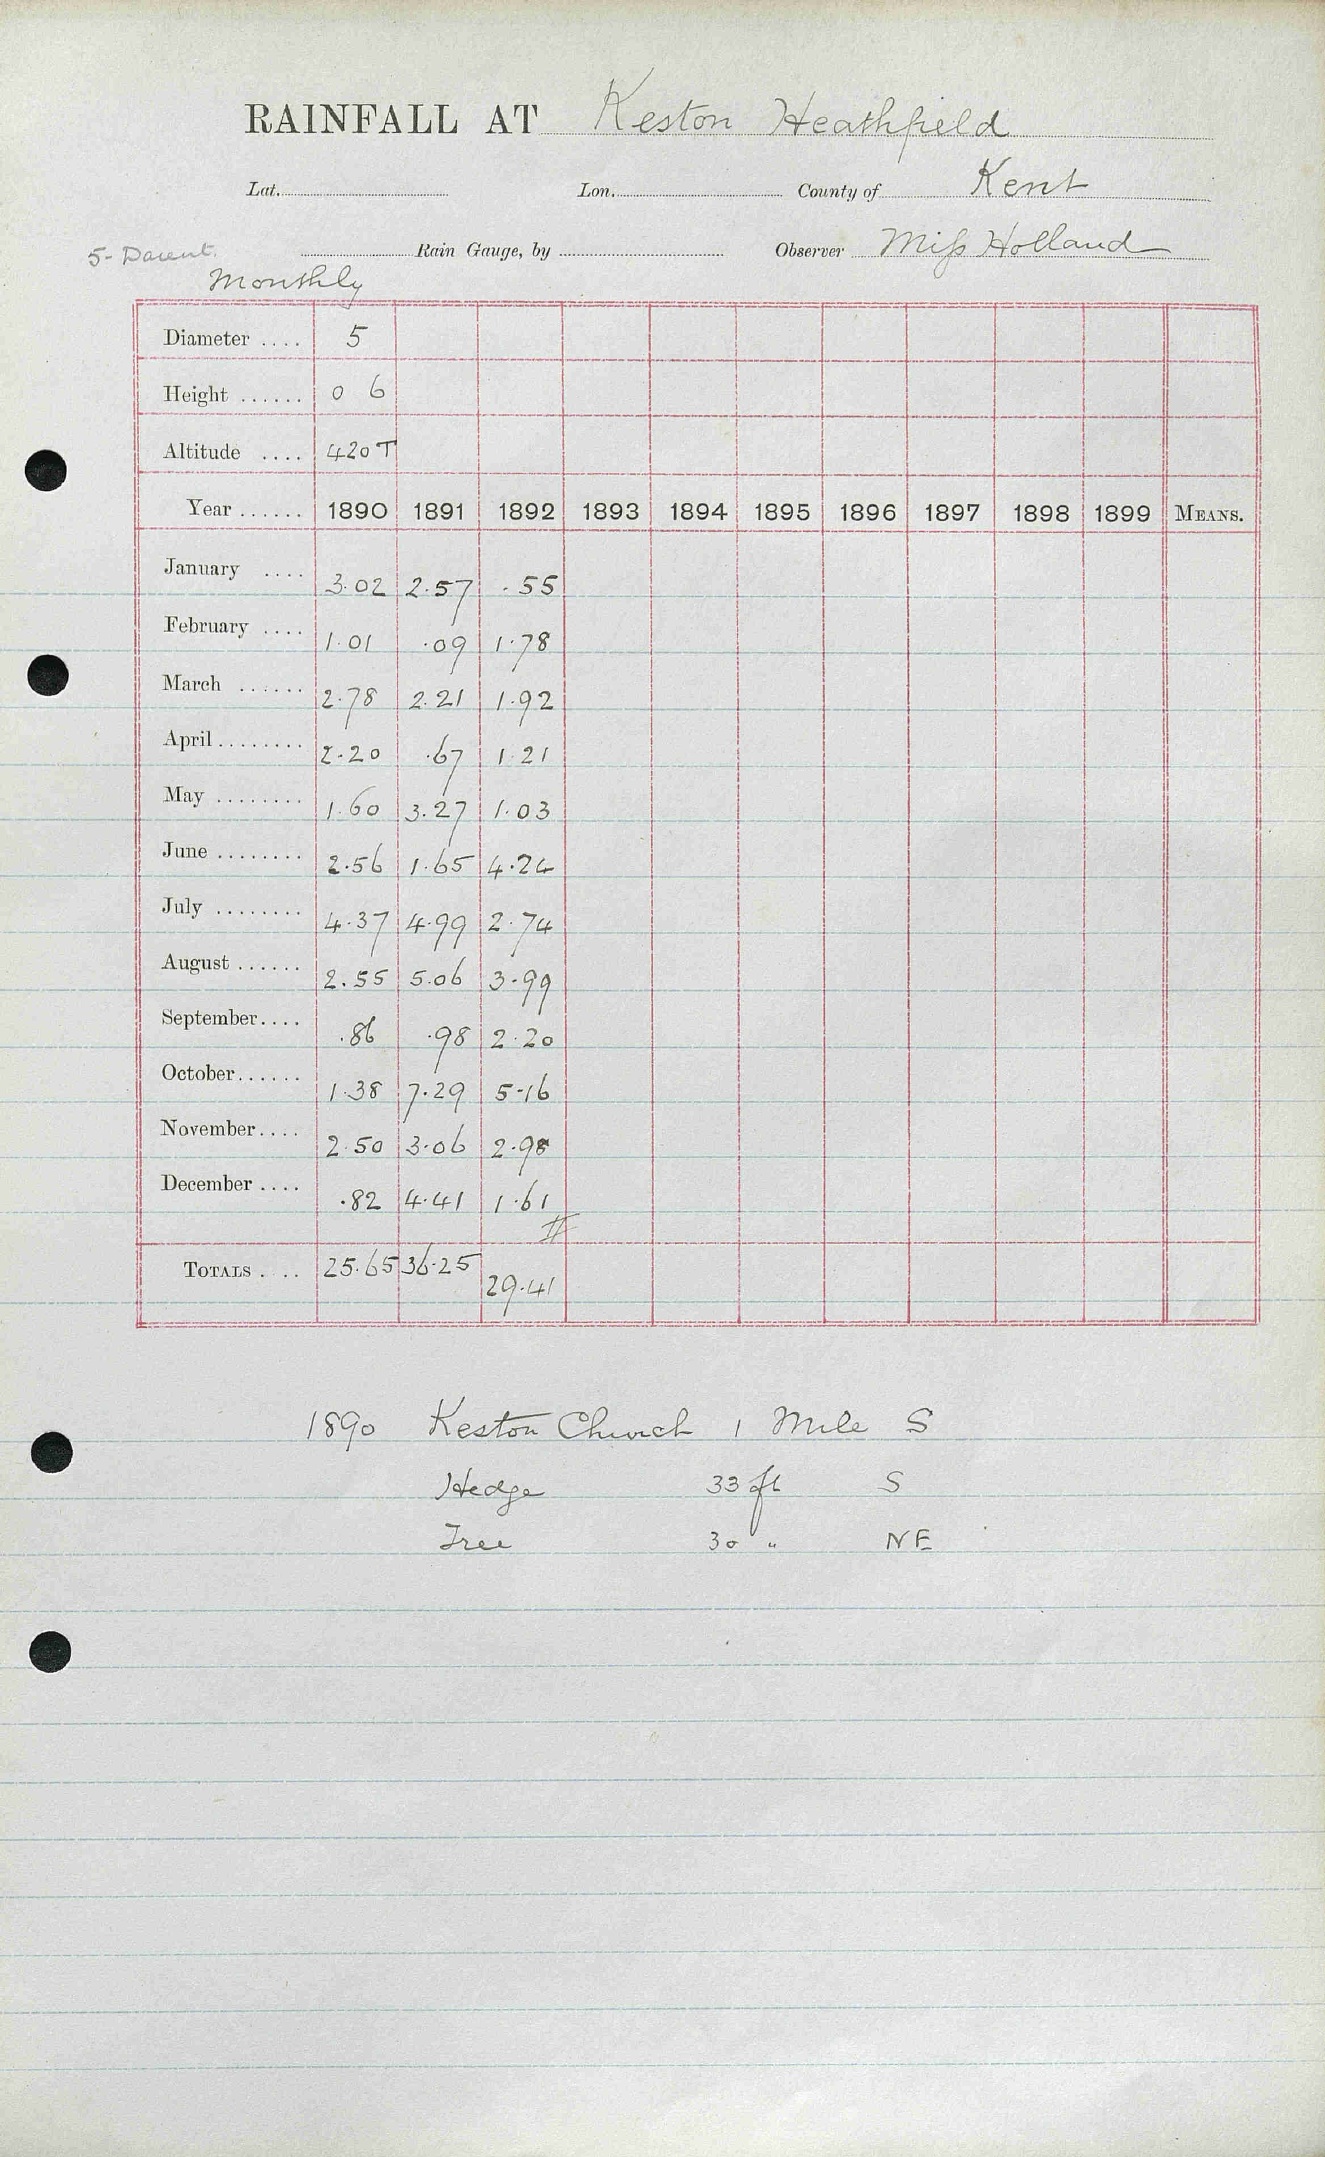 RAINFALL AT Keston Heathfield
Lat. Lon. County of Kent
5 - Darent. Rain Gauge, by Observer Miss Holland
Monthly
Diameter .... 5
Height ...... 0 6
Altitude .... 420 T
Year ...... 1890 1891 1892 1893 1894 1895 1896 1897 1898 1899 MEANS.
January .... 3.02 2.57 .55
February .... 1.01 .09 1.78
March ...... 2.78 2.21 1.92
April ........ 2.20 .67 1.21
May ........ 1.60 3.27 1.03
June ........ 2.56 1.65 4.24
July ........ 4.37 4.99 2.74
August ...... 2.55 5.06 3.99
September .... .86 .98 2.20
October ...... 1.38 7.29 5.16
November .... 2.50 3.06 2.98
December .... .82 4.41 1.61
TOTALS .... 25.65 36.25 29.41
1890 Keston Church 1 Mile S
Hedge 33 ft S
Tree 30 " NE